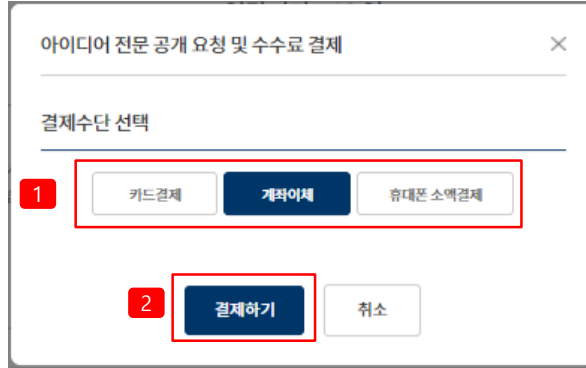 아이디어 전문 공개 요청 및 수수료 결제
결제수단 선택
1 카드결제 계좌이체 휴대폰 소액결제
2 결제하기 취소